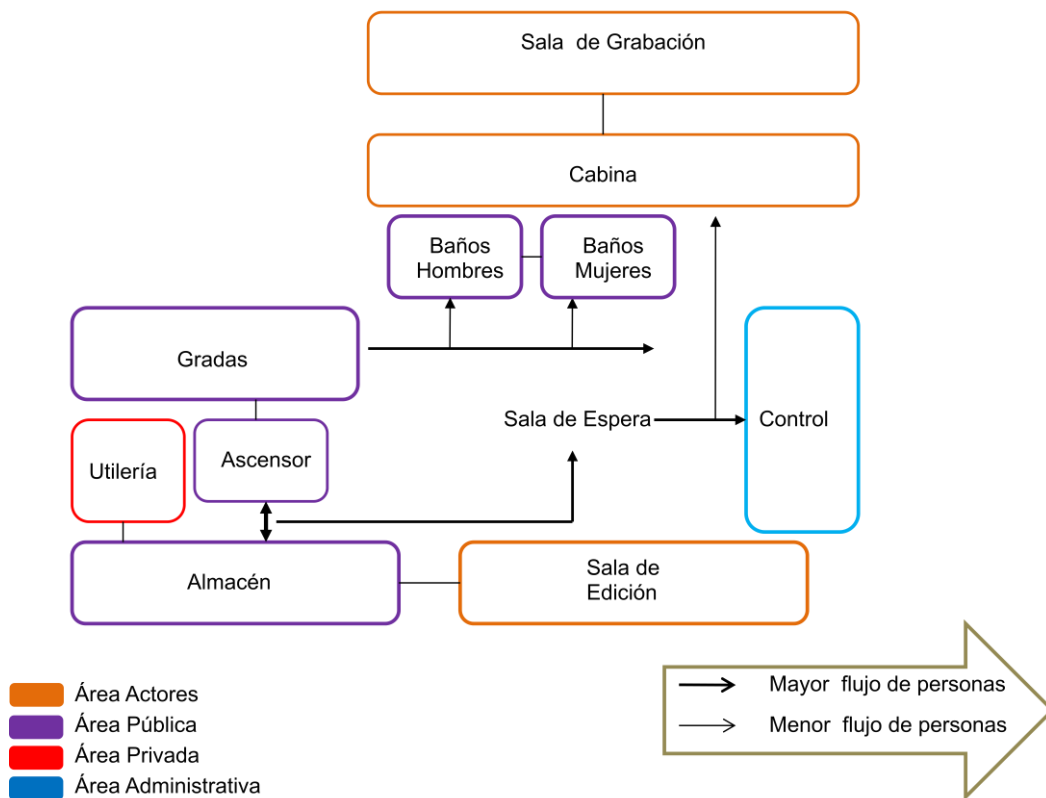 Sala de Grabación
Cabina
Baños
Hombres
Baños
Mujeres
Gradas
Sala de Espera
Control
Utilería
Ascensor
Almacén
Sala de
Edición
Área Actores
Área Pública
Área Privada
Área Administrativa
Mayor flujo de personas
Menor flujo de personas